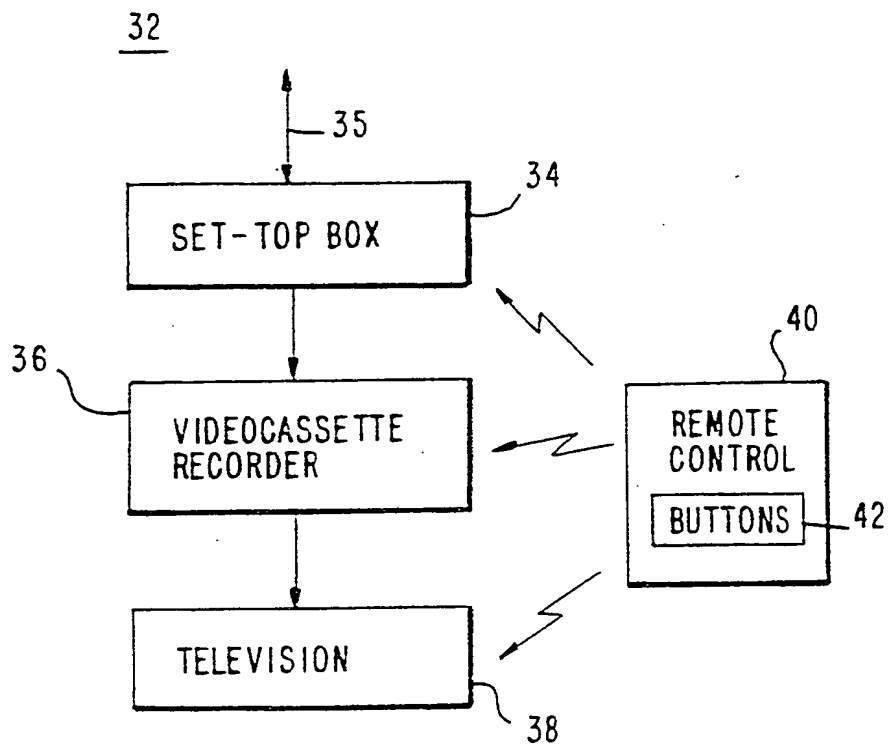 32
35
34
SET-TOP BOX
36
VIDEOCASSETTE
RECORDER
40
REMOTE
CONTROL
BUTTONS
42
TELEVISION
38